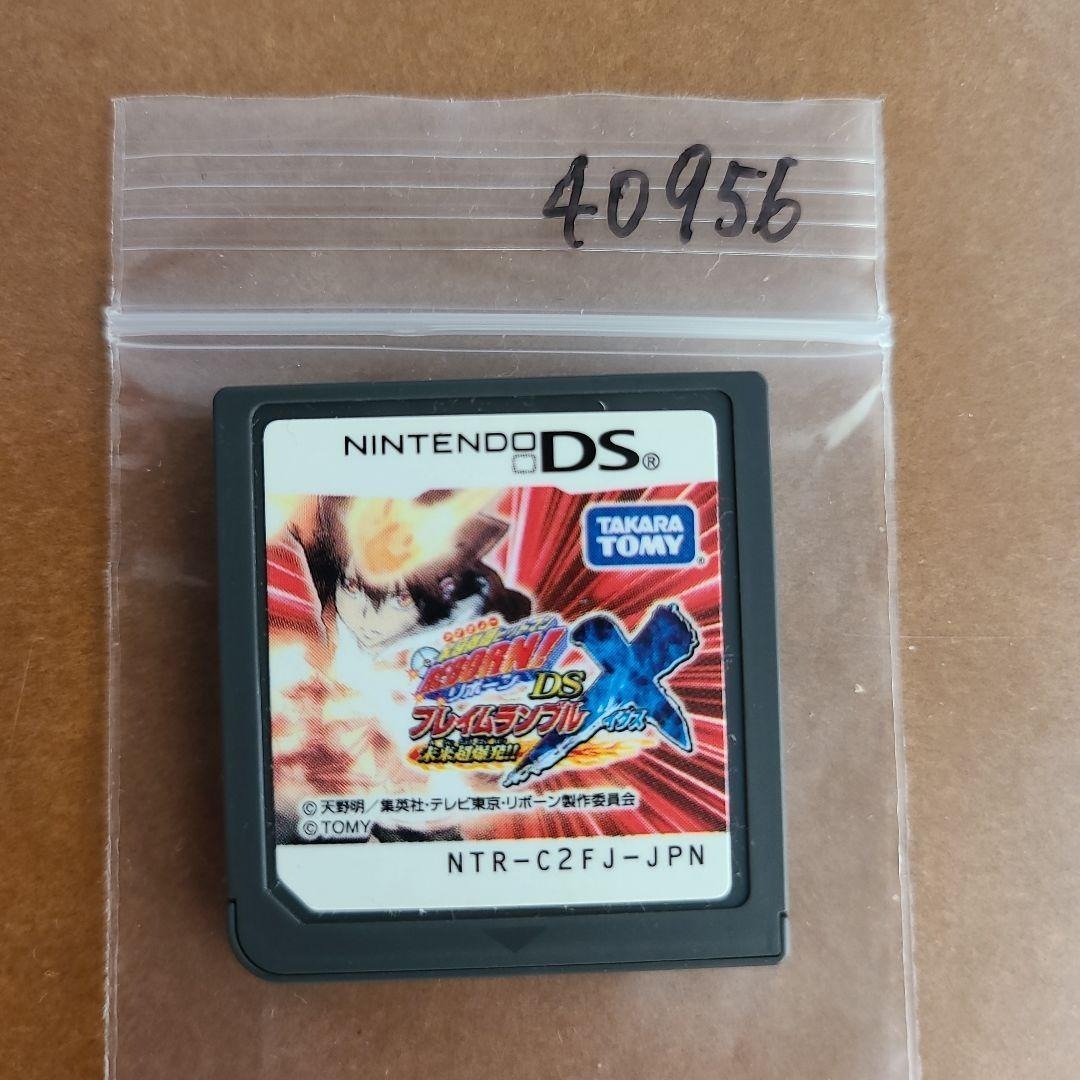 40956
NINTENDO DS®
TAKARA
TOMY
REBORN!
リボーン
DS
フレイムランブル
イクス
X
未来超爆発!!
© 天野明/集英社・テレビ東京・リボーン製作委員会
© TOMY
NTR-C2FJ-JPN